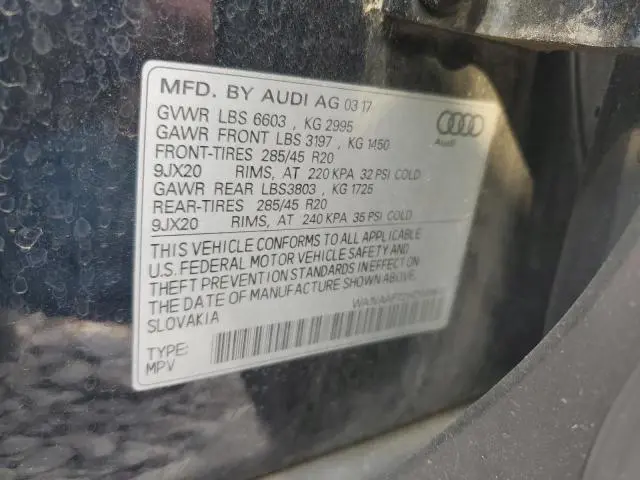 MFD. BY AUDI AG 03 17
GVWR LBS 6603 , KG 2995
GAWR FRONT LBS 3197 , KG 1450
FRONT-TIRES 285/45 R20
9JX20 RIMS, AT 220 KPA 32 PSI COLD
GAWR REAR LBS3803 , KG 1725
REAR-TIRES 285/45 R20
9JX20 RIMS, AT 240 KPA 35 PSI COLD
Audi
THIS VEHICLE CONFORMS TO ALL APPLICABLE
U.S. FEDERAL MOTOR VEHICLE SAFETY AND
THEFT PREVENTION STANDARDS IN EFFECT ON
THE DATE OF MANUFACTURE SHOWN ABOVE.
SLOVAKIA
TYPE:
MPV